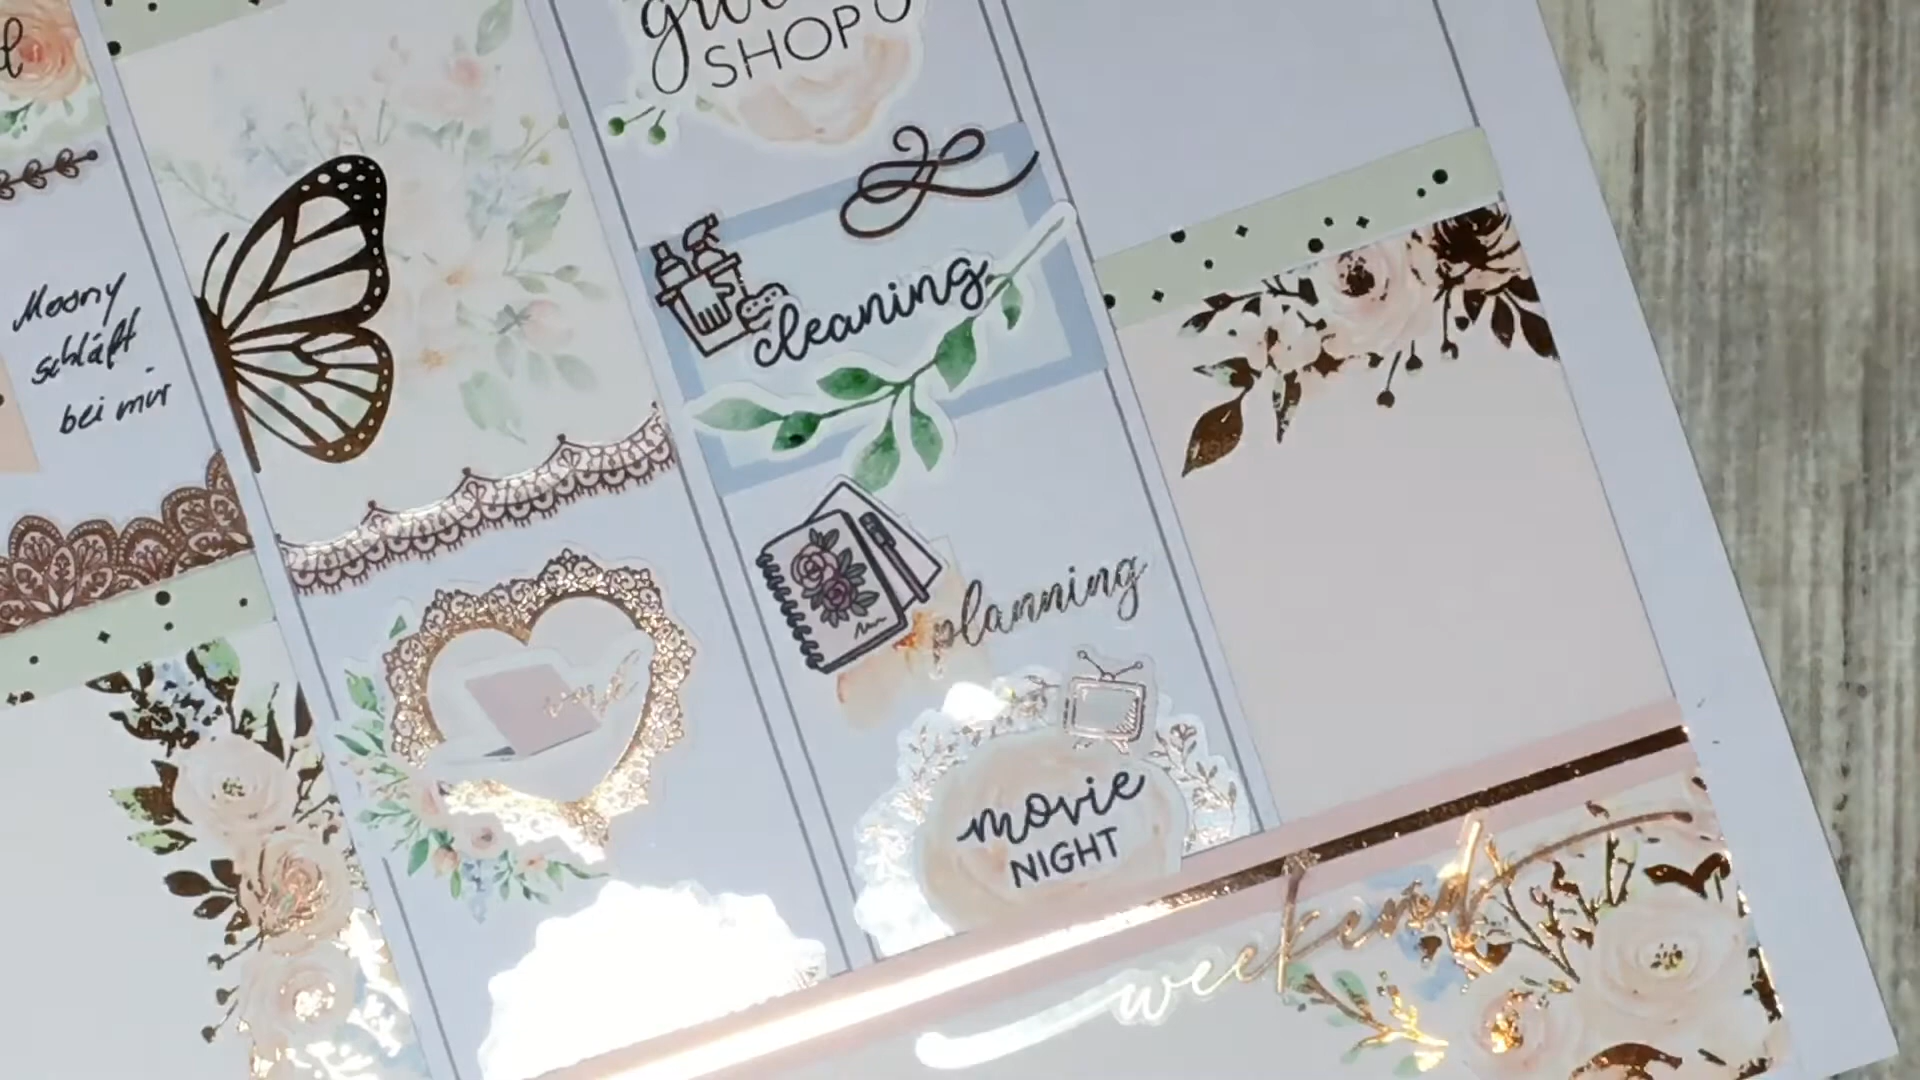 SHOP
Moony
schläft
bei mir
cleaning
planning
movie
NIGHT
weekend